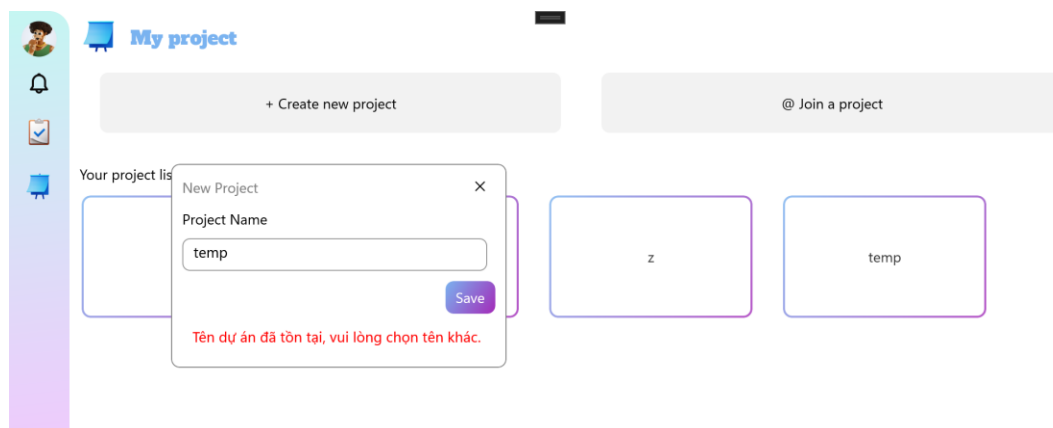 My project
+ Create new project
@ Join a project
Your project lis
New Project
Project Name
temp
Save
Tên dự án đã tồn tại, vui lòng chọn tên khác.
z
temp